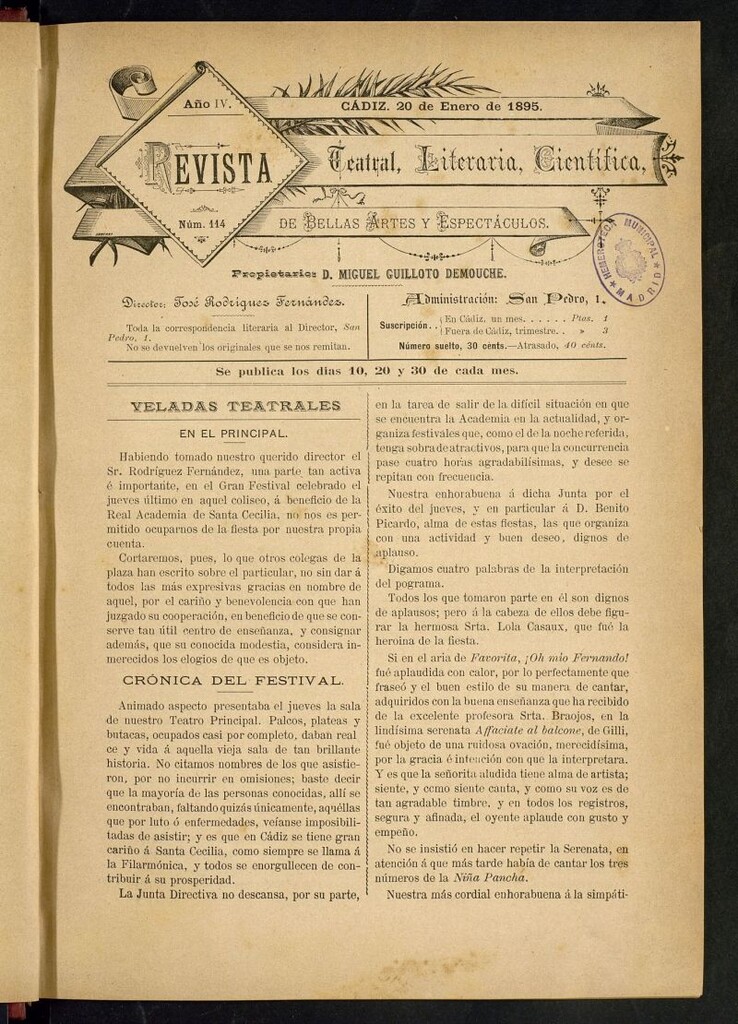 Año IV.
CÁDIZ. 20 de Enero de 1895.
REVISTA
Teatral, Literaria, Científica,
Núm. 114
DE BELLAS ARTES Y ESPECTÁCULOS.
HEMEROTECA MUNICIPAL
MADRID
Propietario: D. MIGUEL GUILLOTO DEMOUCHE.
Director: José Rodríguez Fernández.
Toda la correspondencia literaria al Director, San
Pedro, 1.
No se devuelven los originales que se nos remitan.
Administración: San Pedro, 1.
Suscripción. { En Cádiz, un mes. . . . . . . Ptas. 1
Fuera de Cádiz, trimestre. . » 3
Número suelto, 30 cents.—Atrasado, 40 cénts.
Se publica los dias 10, 20 y 30 de cada mes.
VELADAS TEATRALES
EN EL PRINCIPAL.
Habiendo tomado nuestro querido director el
Sr. Rodríguez Fernández, una parte tan activa
é importante, en el Gran Festival celebrado el
jueves último en aquel coliseo, á beneficio de la
Real Academia de Santa Cecilia, no nos es per-
mitido ocuparnos de la fiesta por nuestra propia
cuenta.
Cortaremos, pues, lo que otros colegas de la
plaza han escrito sobre el particular, no sin dar á
todos las más expresivas gracias en nombre de
aquel, por el cariño y benevolencia con que han
juzgado su cooperación, en beneficio de que se con-
serve tan útil centro de enseñanza, y consignar
además, que su conocida modestia, considera in-
merecidos los elogios de que es objeto.
CRÓNICA DEL FESTIVAL.
Animado aspecto presentaba el jueves la sala
de nuestro Teatro Principal. Palcos, plateas y
butacas, ocupados casi por completo, daban real
ce y vida á aquella vieja sala de tan brillante
historia. No citamos nombres de los que asistie-
ron, por no incurrir en omisiones; baste decir
que la mayoría de las personas conocidas, allí se
encontraban, faltando quizás únicamente, aquéllas
que por luto ó enfermedades, veíanse imposibili-
tadas de asistir; y es que en Cádiz se tiene gran
cariño á Santa Cecilia, como siempre se llama á
la Filarmónica, y todos se enorgullecen de con-
tribuir á su prosperidad.
La Junta Directiva no descansa, por su parte,
en la tarea de salir de la difícil situación en que
se encuentra la Academia en la actualidad, y or-
ganiza festivales que, como el de la noche referida,
tenga sobra de atractivos, para que la concurrencia
pase cuatro horas agradabilísimas, y desee se
repitan con frecuencia.
Nuestra enhorabuena á dicha Junta por el
éxito del jueves, y en particular á D. Benito
Picardo, alma de estas fiestas, las que organiza
con una actividad y buen deseo, dignos de
aplauso.
Digamos cuatro palabras de la interpretación
del pograma.
Todos los que tomaron parte en él son dignos
de aplausos; pero á la cabeza de ellos debe figu-
rar la hermosa Srta. Lola Casaux, que fué la
heroina de la fiesta.
Si en el aria de Favorita, ¡Oh mio Fernando!
fué aplaudida con calor, por lo perfectamente que
fraseó y el buen estilo de su manera de cantar,
adquiridos con la buena enseñanza que ha recibido
de la excelente profesora Srta. Braojos, en la
lindísima serenata Affaciate al balcone, de Gilli,
fué objeto de una ruidosa ovación, merecidísima,
por la gracia é intención con que la interpretara.
Y es que la señorita aludida tiene alma de artista;
siente, y como siente canta, y como su voz es de
tan agradable timbre, y en todos los registros,
segura y afinada, el oyente aplaude con gusto y
empeño.
No se insistió en hacer repetir la Serenata, en
atención á que más tarde había de cantar los tres
números de la Niña Pancha.
Nuestra más cordial enhorabuena á la simpáti-